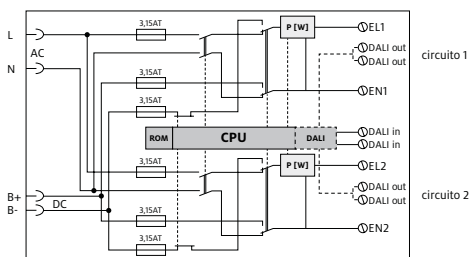 3,15AT
P [W]
EL1
L
AC
DALI out
DALI out
circuito 1
N
3,15AT
EN1
3,15AT
ROM CPU DALI
DALI in
DALI in
3,15AT
P [W]
EL2
B+
DC
B-
DALI out
DALI out
circuito 2
3,15AT
EN2
3,15AT